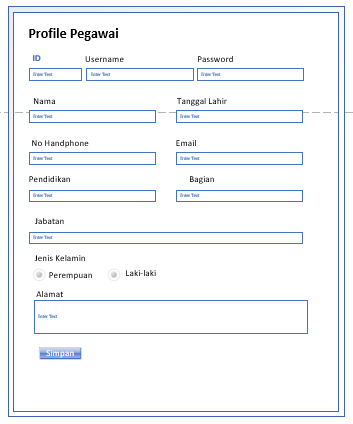 Profile Pegawai
ID Username Password
Enter Text Enter Text Enter Text
Nama Tanggal Lahir
Enter Text Enter Text
No Handphone Email
Enter Text Enter Text
Pendidikan Bagian
Enter Text Enter Text
Jabatan
Enter Text
Jenis Kelamin
Perempuan Laki-laki
Alamat
Enter Text
Simpan